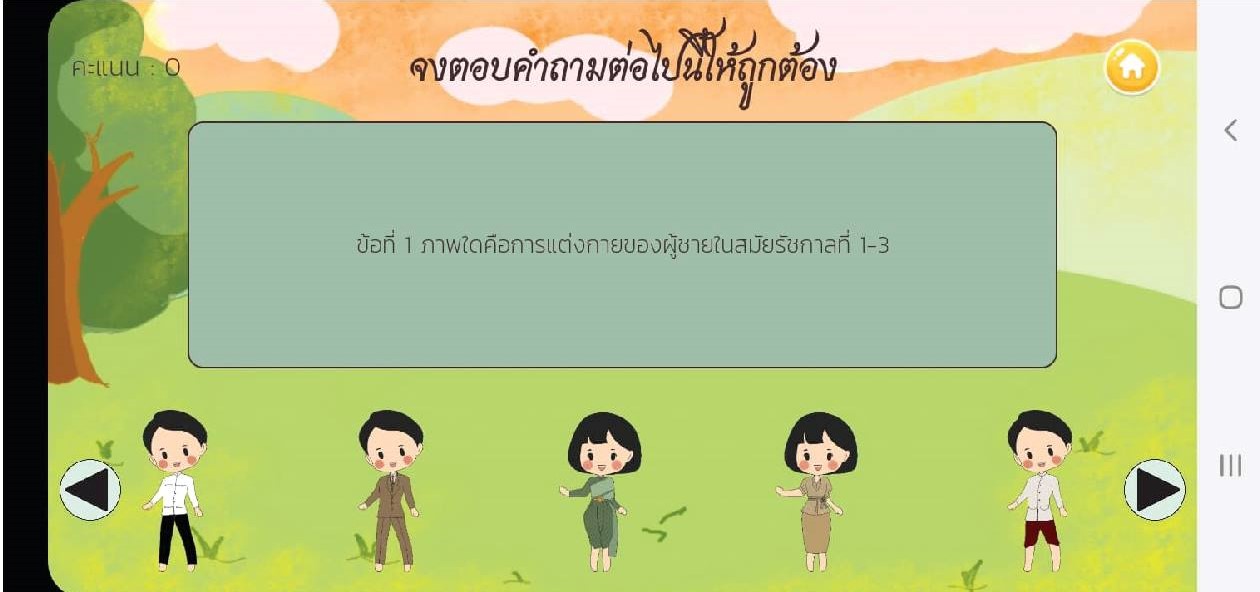 คะแนน : 0
จงตอบคำถามต่อไปนี้ให้ถูกต้อง
ข้อที่ 1 ภาพใดคือการแต่งกายของผู้ชายในสมัยรัชกาลที่ 1-3